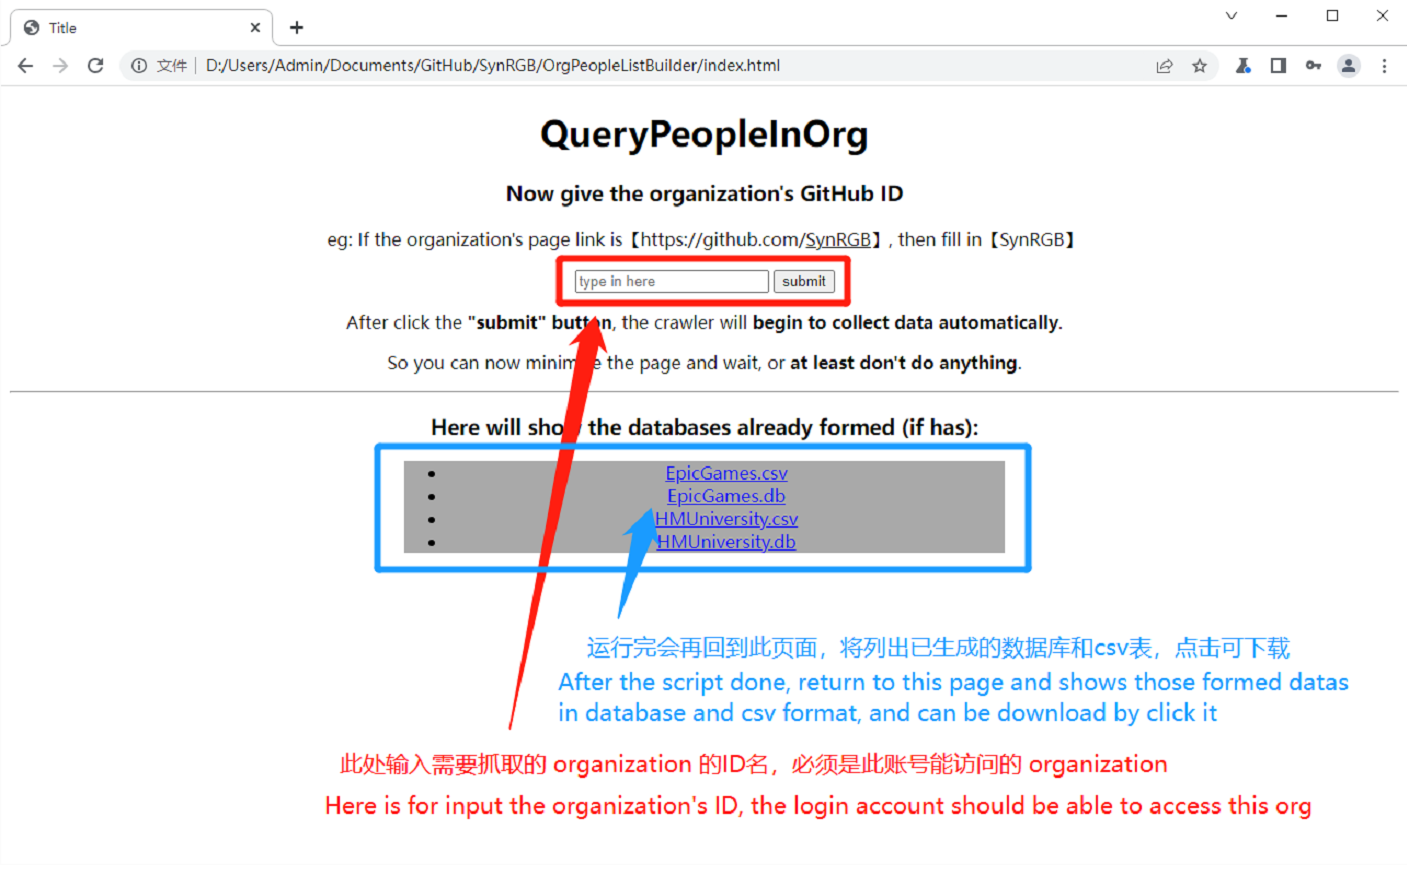 Title
文件
D:/Users/Admin/Documents/GitHub/SynRGB/OrgPeopleListBuilder/index.html
QueryPeopleInOrg
Now give the organization's GitHub ID
eg: If the organization's page link is【https://github.com/SynRGB】, then fill in【SynRGB】
type in here submit
After click the "submit" button, the crawler will begin to collect data automatically.
So you can now minimize the page and wait, or at least don't do anything.
Here will show the databases already formed (if has):
EpicGames.csv
EpicGames.db
HMUniversity.csv
HMUniversity.db
运行完会再回到此页面，将列出已生成的数据库和csv表，点击可下载
After the script done, return to this page and shows those formed datas
in database and csv format, and can be download by click it
此处输入需要抓取的 organization 的ID名，必须是此账号能访问的 organization
Here is for input the organization's ID, the login account should be able to access this org